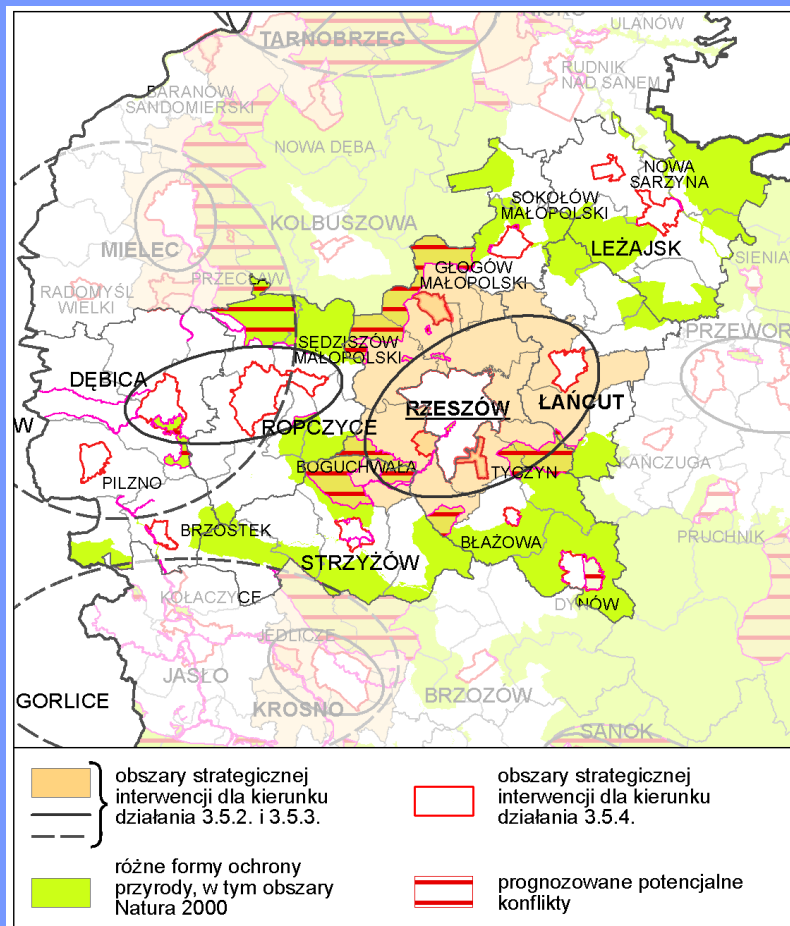 NISKO
ULANÓW
TARNOBRZEG
RUDNIK
NAD SANEM
BARANÓW
SANDOMIERSKI
NOWA DĘBA
NOWA
SARZYNA
SOKOŁÓW
MAŁOPOLSKI
KOLBUSZOWA
MIELEC
LEŻAJSK
GŁOGÓW
MAŁOPOLSKI
SIENIA
PRZECŁAW
RADOMYŚL
WIELKI
PRZEWOR
SĘDZISZÓW
MAŁOPOLSKI
DĘBICA
RZESZÓW
ŁAŃCUT
W
ROPCZYCE
BOGUCHWAŁA
TYCZYN
KAŃCZUGA
PILZNO
BRZOSTEK
BŁAŻOWA
PRUCHNIK
STRZYŻÓW
KOŁACZYCE
DYNÓW
JEDLICZE
JASŁO
GORLICE
BRZOZÓW
KROSNO
SANOK
obszary strategicznej
interwencji dla kierunku
działania 3.5.2. i 3.5.3.
obszary strategicznej
interwencji dla kierunku
działania 3.5.4.
różne formy ochrony
przyrody, w tym obszary
Natura 2000
prognozowane potencjalne
konflikty